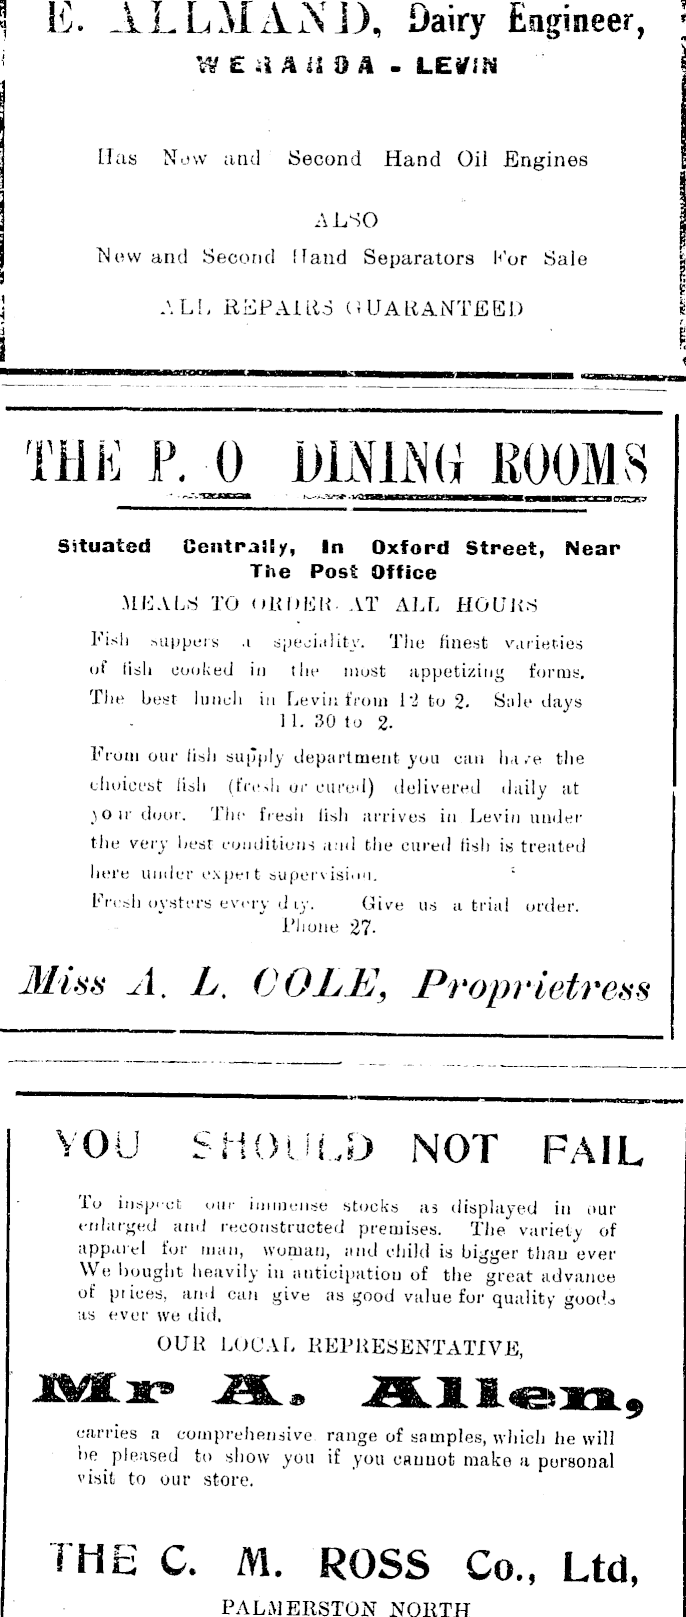 E. ALLMAND, Dairy Engineer,
WERAROA - LEVIN
Has New and Second Hand Oil Engines
ALSO
New and Second Hand Separators For Sale
ALL REPAIRS GUARANTEED
THE P. O DINING ROOMS
Situated Centrally, In Oxford Street, Near
The Post Office
MEALS TO ORDER AT ALL HOURS
Fish suppers a speciality. The finest varieties
of fish cooked in the most appetizing forms.
The best lunch in Levin from 12 to 2. Sale days
11.30 to 2.
From our fish supply department you can have the
choicest fish (fresh or cured) delivered daily at
your door. The fresh fish arrives in Levin under
the very best conditions and the cured fish is treated
here under expert supervision.
Fresh oysters every day. Give us a trial order.
Phone 27.
Miss A. L. COLE, Proprietress
YOU SHOULD NOT FAIL
To inspect our immense stocks as displayed in our
enlarged and reconstructed premises. The variety of
apparel for man, woman, and child is bigger than ever
We bought heavily in anticipation of the great advance
of prices, and can give as good value for quality goods
as ever we did.
OUR LOCAL REPRESENTATIVE,
Mr A. Allen,
carries a comprehensive range of samples, which he will
be pleased to show you if you cannot make a personal
visit to our store.
THE C. M. ROSS Co., Ltd,
PALMERSTON NORTH